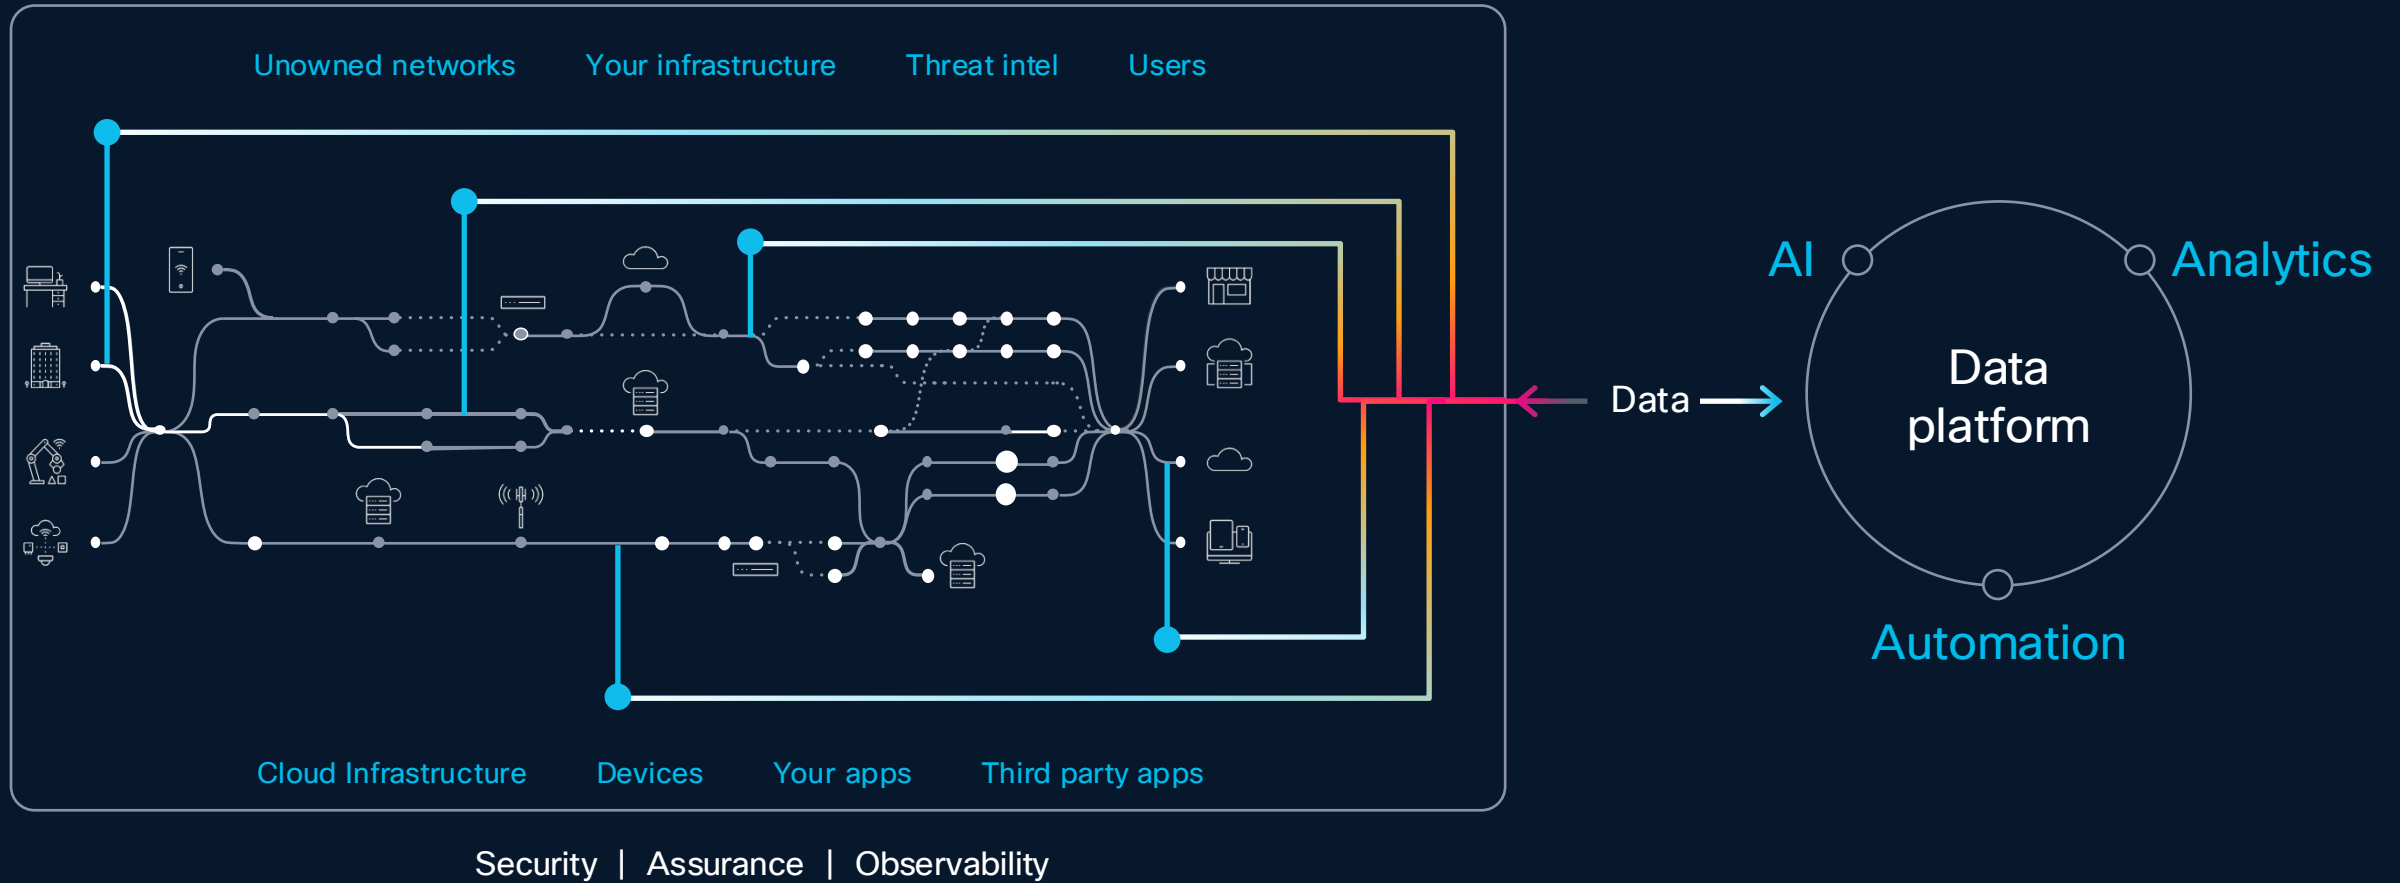 Unowned networks Your infrastructure Threat intel Users
AI
Analytics
Data
platform
Data
Automation
Cloud Infrastructure Devices Your apps Third party apps
Security | Assurance | Observability